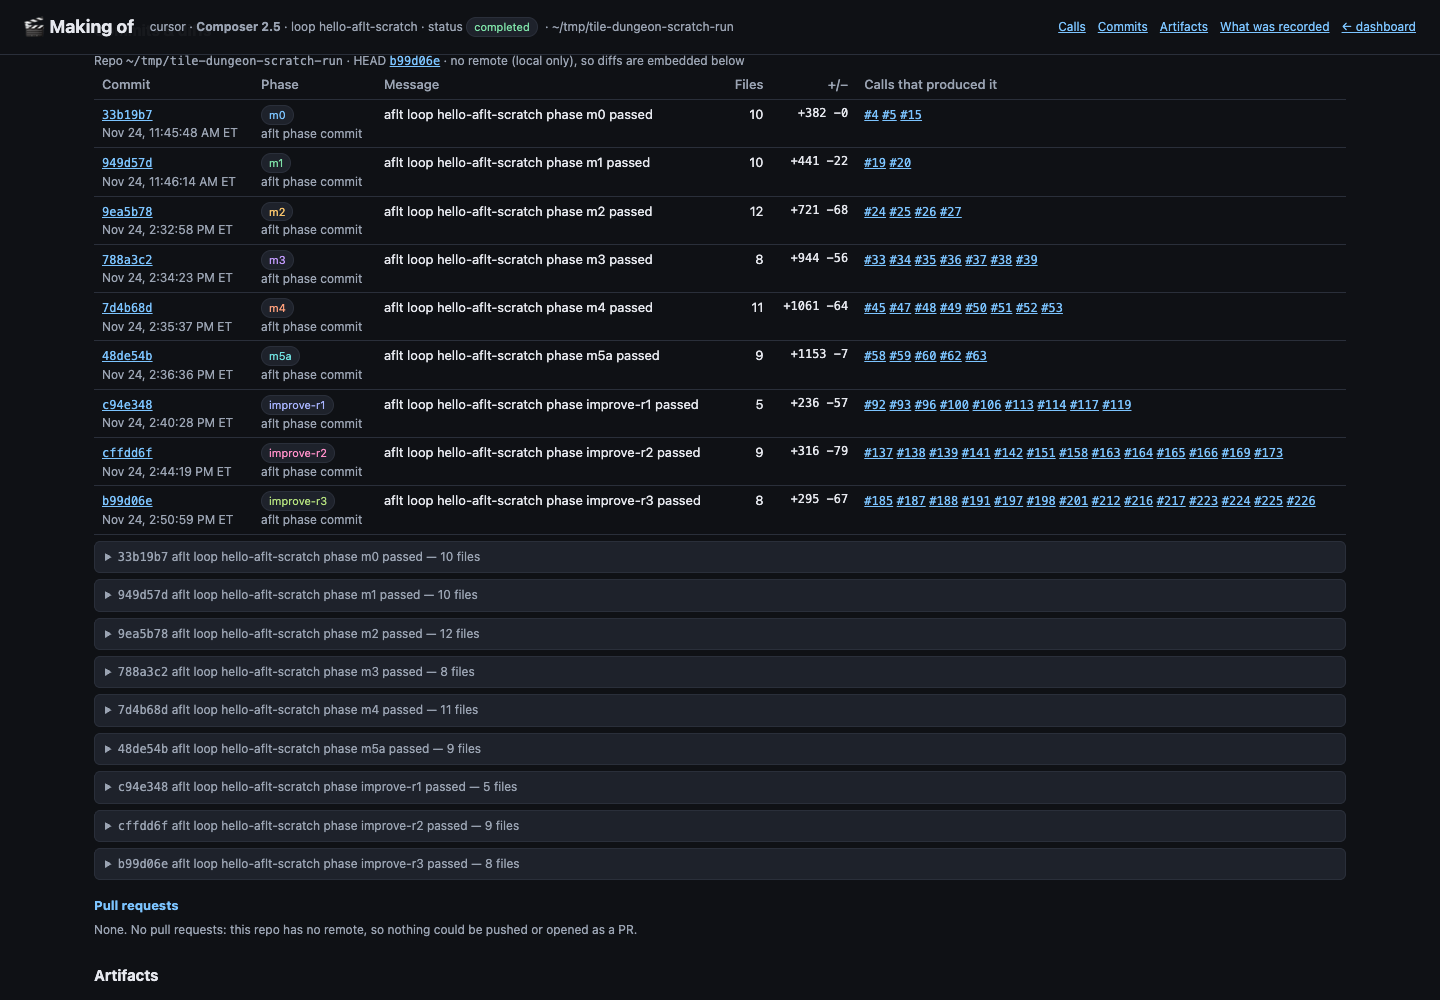 🎬 Making of cursor · Composer 2.5 · loop hello-aflt-scratch · status completed · ~/tmp/tile-dungeon-scratch-run Calls Commits Artifacts What was recorded ← dashboard
Repo ~/tmp/tile-dungeon-scratch-run · HEAD b99d06e · no remote (local only), so diffs are embedded below
Commit Phase Message Files +/− Calls that produced it
33b19b7 m0 aflt loop hello-aflt-scratch phase m0 passed 10 +382 −0 #4 #5 #15
Nov 24, 11:45:48 AM ET aflt phase commit
949d57d m1 aflt loop hello-aflt-scratch phase m1 passed 10 +441 −22 #19 #20
Nov 24, 11:46:14 AM ET aflt phase commit
9ea5b78 m2 aflt loop hello-aflt-scratch phase m2 passed 12 +721 −68 #24 #25 #26 #27
Nov 24, 2:32:58 PM ET aflt phase commit
788a3c2 m3 aflt loop hello-aflt-scratch phase m3 passed 8 +944 −56 #33 #34 #35 #36 #37 #38 #39
Nov 24, 2:34:23 PM ET aflt phase commit
7d4b68d m4 aflt loop hello-aflt-scratch phase m4 passed 11 +1061 −64 #45 #47 #48 #49 #50 #51 #52 #53
Nov 24, 2:35:37 PM ET aflt phase commit
48de54b m5a aflt loop hello-aflt-scratch phase m5a passed 9 +1153 −7 #58 #59 #60 #62 #63
Nov 24, 2:36:36 PM ET aflt phase commit
c94e348 improve-r1 aflt loop hello-aflt-scratch phase improve-r1 passed 5 +236 −57 #92 #93 #96 #100 #106 #113 #114 #117 #119
Nov 24, 2:40:28 PM ET aflt phase commit
cffdd6f improve-r2 aflt loop hello-aflt-scratch phase improve-r2 passed 9 +316 −79 #137 #138 #139 #141 #142 #151 #158 #163 #164 #165 #166 #169 #173
Nov 24, 2:44:19 PM ET aflt phase commit
b99d06e improve-r3 aflt loop hello-aflt-scratch phase improve-r3 passed 8 +295 −67 #185 #187 #188 #191 #197 #198 #201 #212 #216 #217 #223 #224 #225 #226
Nov 24, 2:50:59 PM ET aflt phase commit
▶ 33b19b7 aflt loop hello-aflt-scratch phase m0 passed — 10 files
▶ 949d57d aflt loop hello-aflt-scratch phase m1 passed — 10 files
▶ 9ea5b78 aflt loop hello-aflt-scratch phase m2 passed — 12 files
▶ 788a3c2 aflt loop hello-aflt-scratch phase m3 passed — 8 files
▶ 7d4b68d aflt loop hello-aflt-scratch phase m4 passed — 11 files
▶ 48de54b aflt loop hello-aflt-scratch phase m5a passed — 9 files
▶ c94e348 aflt loop hello-aflt-scratch phase improve-r1 passed — 5 files
▶ cffdd6f aflt loop hello-aflt-scratch phase improve-r2 passed — 9 files
▶ b99d06e aflt loop hello-aflt-scratch phase improve-r3 passed — 8 files
Pull requests
None. No pull requests: this repo has no remote, so nothing could be pushed or opened as a PR.
Artifacts